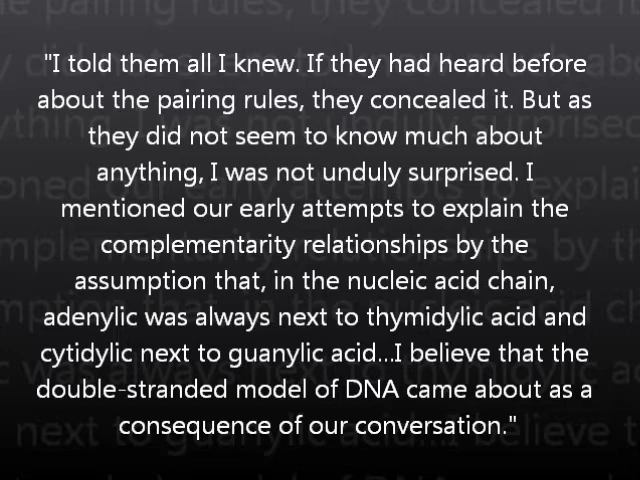 "I told them all I knew. If they had heard before
about the pairing rules, they concealed it. But as
they did not seem to know much about
anything, I was not unduly surprised. I
mentioned our early attempts to explain the
complementarity relationships by the
assumption that, in the nucleic acid chain,
adenylic was always next to thymidylic acid and
cytidylic next to guanylic acid...I believe that the
double-stranded model of DNA came about as a
consequence of our conversation."